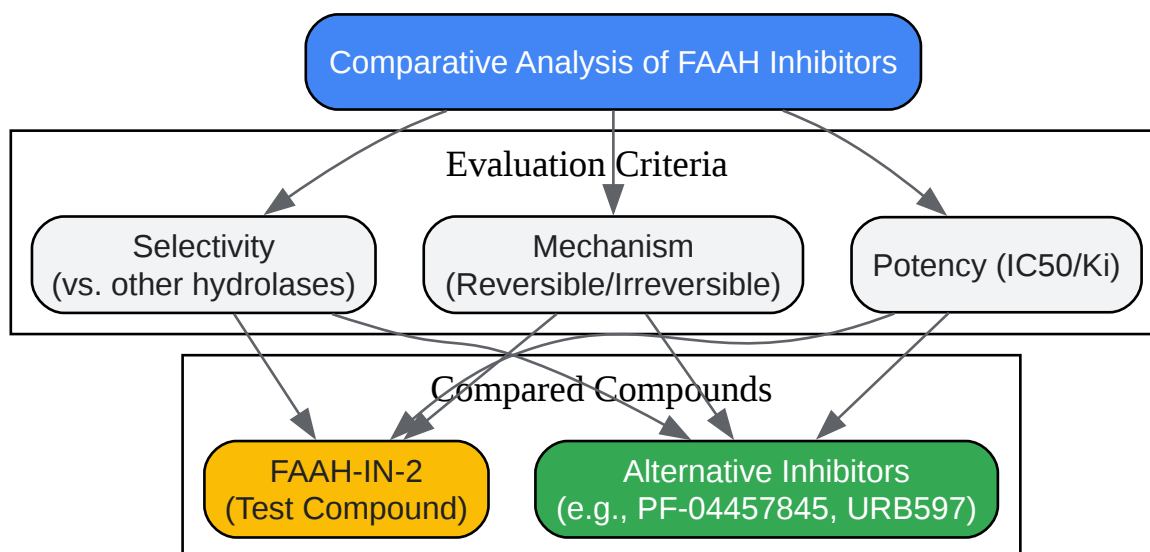 Comparative Analysis of FAAH Inhibitors
Evaluation Criteria
Selectivity
(vs. other hydrolases)
Mechanism
(Reversible/Irreversible)
Potency (IC50/Ki)
Compared Compounds
FAAH-IN-2
(Test Compound)
Alternative Inhibitors
(e.g., PF-04457845, URB597)